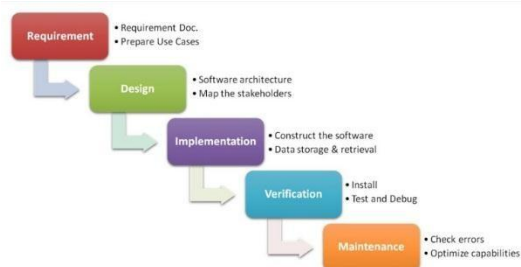 Requirement
• Requirement Doc.
• Prepare Use Cases
Design
• Software architecture
• Map the stakeholders
Implementation
• Construct the software
• Data storage & retrieval
Verification
• Install
• Test and Debug
Maintenance
• Check errors
• Optimize capabilities